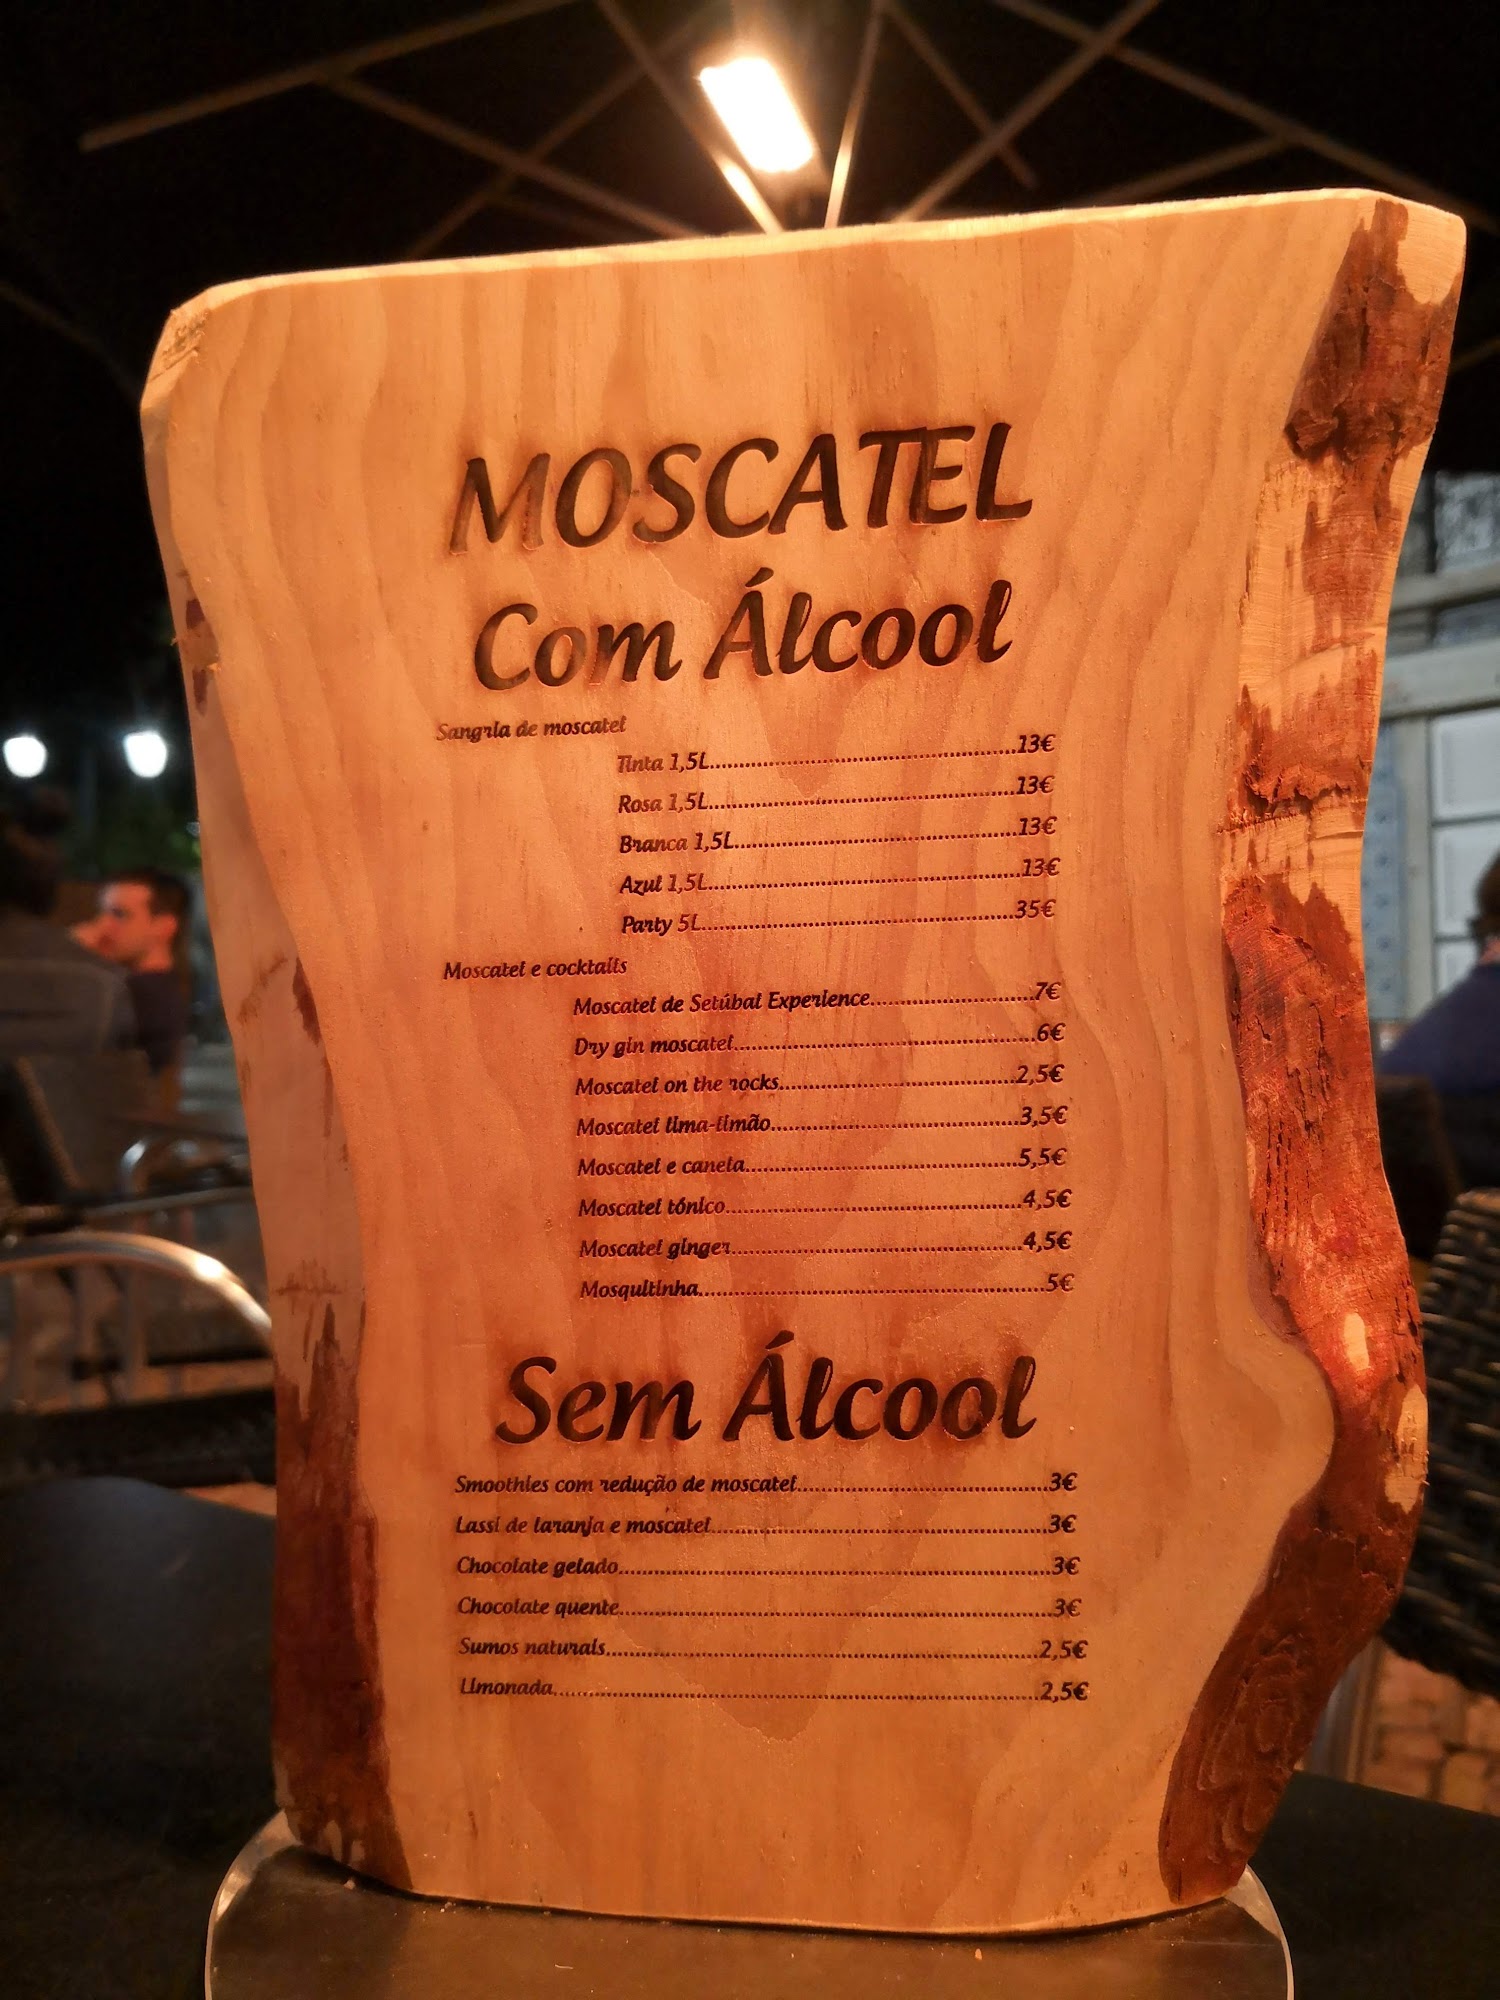 MOSCATEL
Com Álcool
Sangria de moscatel
Tinta 1,5L..........13€
Rosa 1,5L..........13€
Branca 1,5L..........13€
Azul 1,5L..........13€
Party 5L..........35€
Moscatel e cocktails
Moscatel de Setúbal Experience..........7€
Dry gin moscatel..........6€
Moscatel on the rocks..........2,5€
Moscatel lima-limão..........3,5€
Moscatel e canela..........5,5€
Moscatel tónico..........4,5€
Moscatel ginger..........4,5€
Mosquitinha..........5€
Sem Álcool
Smoothies com redução de moscatel..........3€
Lassi de laranja e moscatel..........3€
Chocolate gelado..........3€
Chocolate quente..........3€
Sumos naturais..........2,5€
Limonada..........2,5€